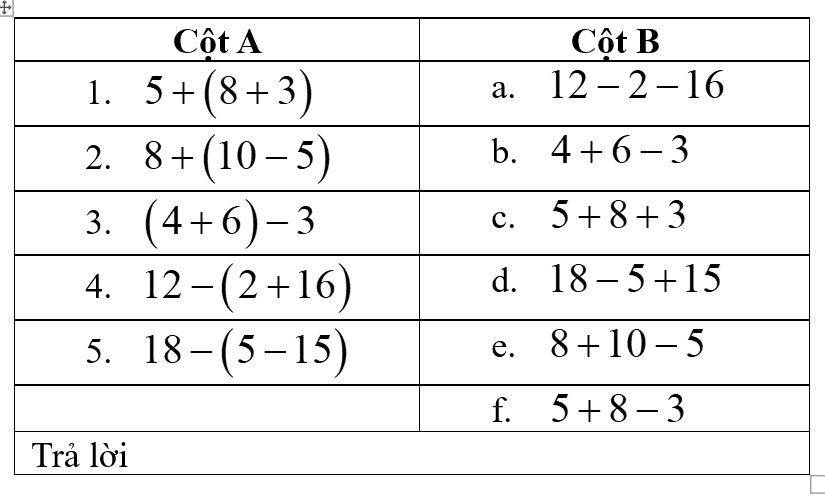 Cột A Cột B
1. 5 + (8 + 3) a. 12 − 2 − 16
2. 8 + (10 − 5) b. 4 + 6 − 3
3. (4 + 6) − 3 c. 5 + 8 + 3
4. 12 − (2 + 16) d. 18 − 5 + 15
5. 18 − (5 − 15) e. 8 + 10 − 5
f. 5 + 8 − 3
Trả lời